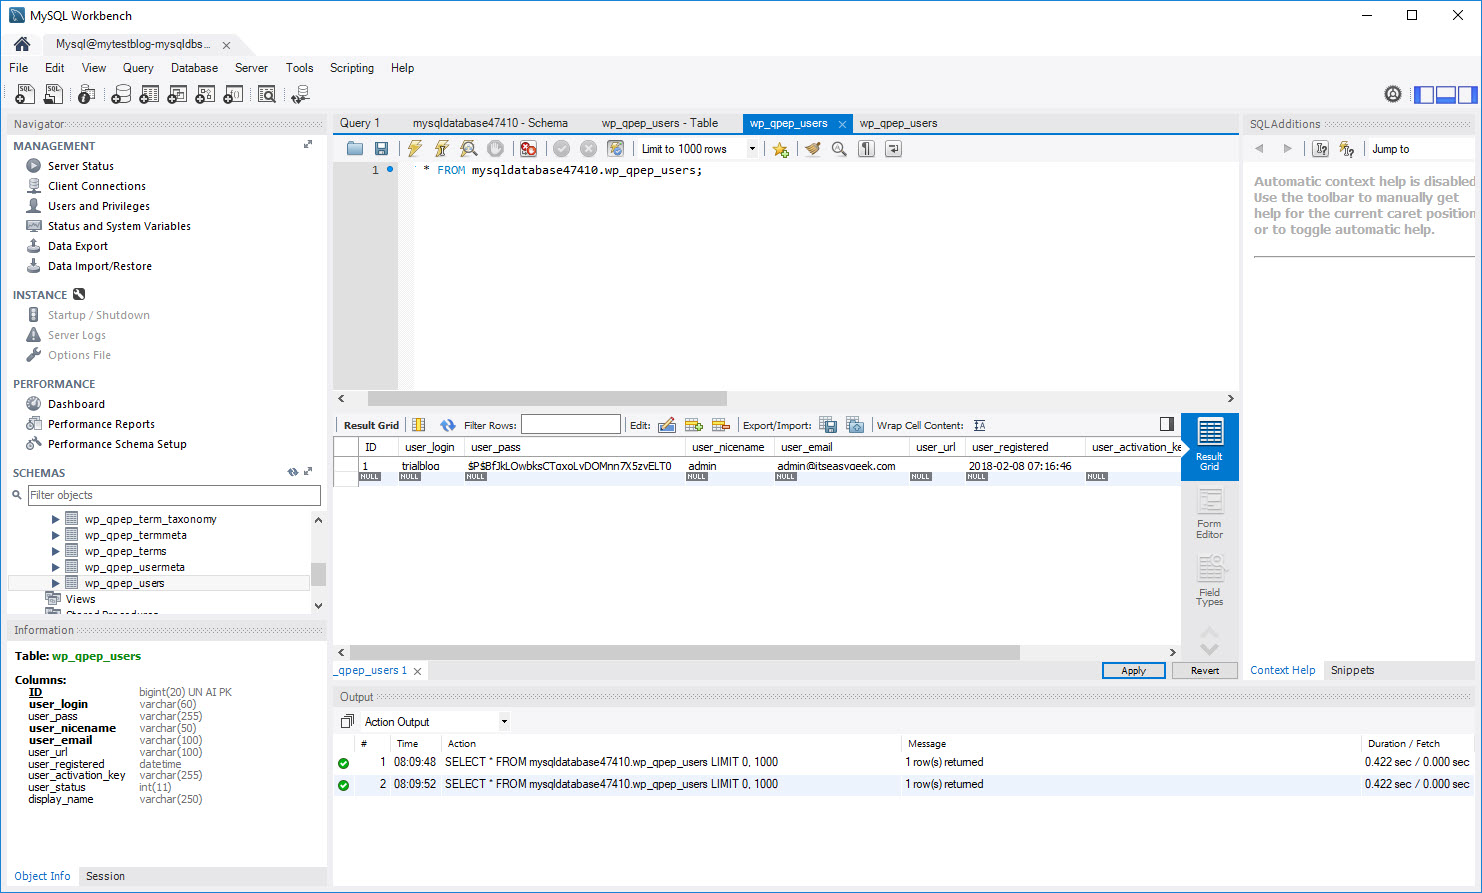 MySQL Workbench
Mysql@mytestblog-mysqldbs...
File Edit View Query Database Server Tools Scripting Help
Navigator
MANAGEMENT
Server Status
Client Connections
Users and Privileges
Status and System Variables
Data Export
Data Import/Restore
INSTANCE
Startup / Shutdown
Server Logs
Options File
PERFORMANCE
Dashboard
Performance Reports
Performance Schema Setup
SCHEMAS
Filter objects
wp_qpep_term_taxonomy
wp_qpep_termmeta
wp_qpep_terms
wp_qpep_usermeta
wp_qpep_users
Views
Stored Procedures
Information
Table: wp_qpep_users
Columns:
ID bigint(20) UN AI PK
user_login varchar(60)
user_pass varchar(255)
user_nicename varchar(50)
user_email varchar(100)
user_url varchar(100)
user_registered datetime
user_activation_key varchar(255)
user_status int(11)
display_name varchar(250)
Object Info Session
Query 1 mysqldatabase47410 - Schema wp_qpep_users - Table wp_qpep_users wp_qpep_users
Limit to 1000 rows
1 * FROM mysqldatabase47410.wp_qpep_users;
Result Grid Filter Rows: Edit: Export/Import: Wrap Cell Content:
ID user_login user_pass user_nicename user_email user_url user_registered user_activation_ke
1 trialblog admin admin@itseasygeek.com 2018-02-08 07:16:46
NULL NULL NULL NULL NULL NULL NULL NULL
Result
Grid
Form
Editor
Field
Types
_qpep_users 1 Apply Revert
Output
Action Output
# Time Action Message Duration / Fetch
1 08:09:48 SELECT * FROM mysqldatabase47410.wp_qpep_users LIMIT 0, 1000 1 row(s) returned 0.422 sec / 0.000 sec
2 08:09:52 SELECT * FROM mysqldatabase47410.wp_qpep_users LIMIT 0, 1000 1 row(s) returned 0.422 sec / 0.000 sec
SQLAdditions
Jump to
Automatic context help is disabled
Use the toolbar to manually get
help for the current caret position
or to toggle automatic help.
Context Help Snippets